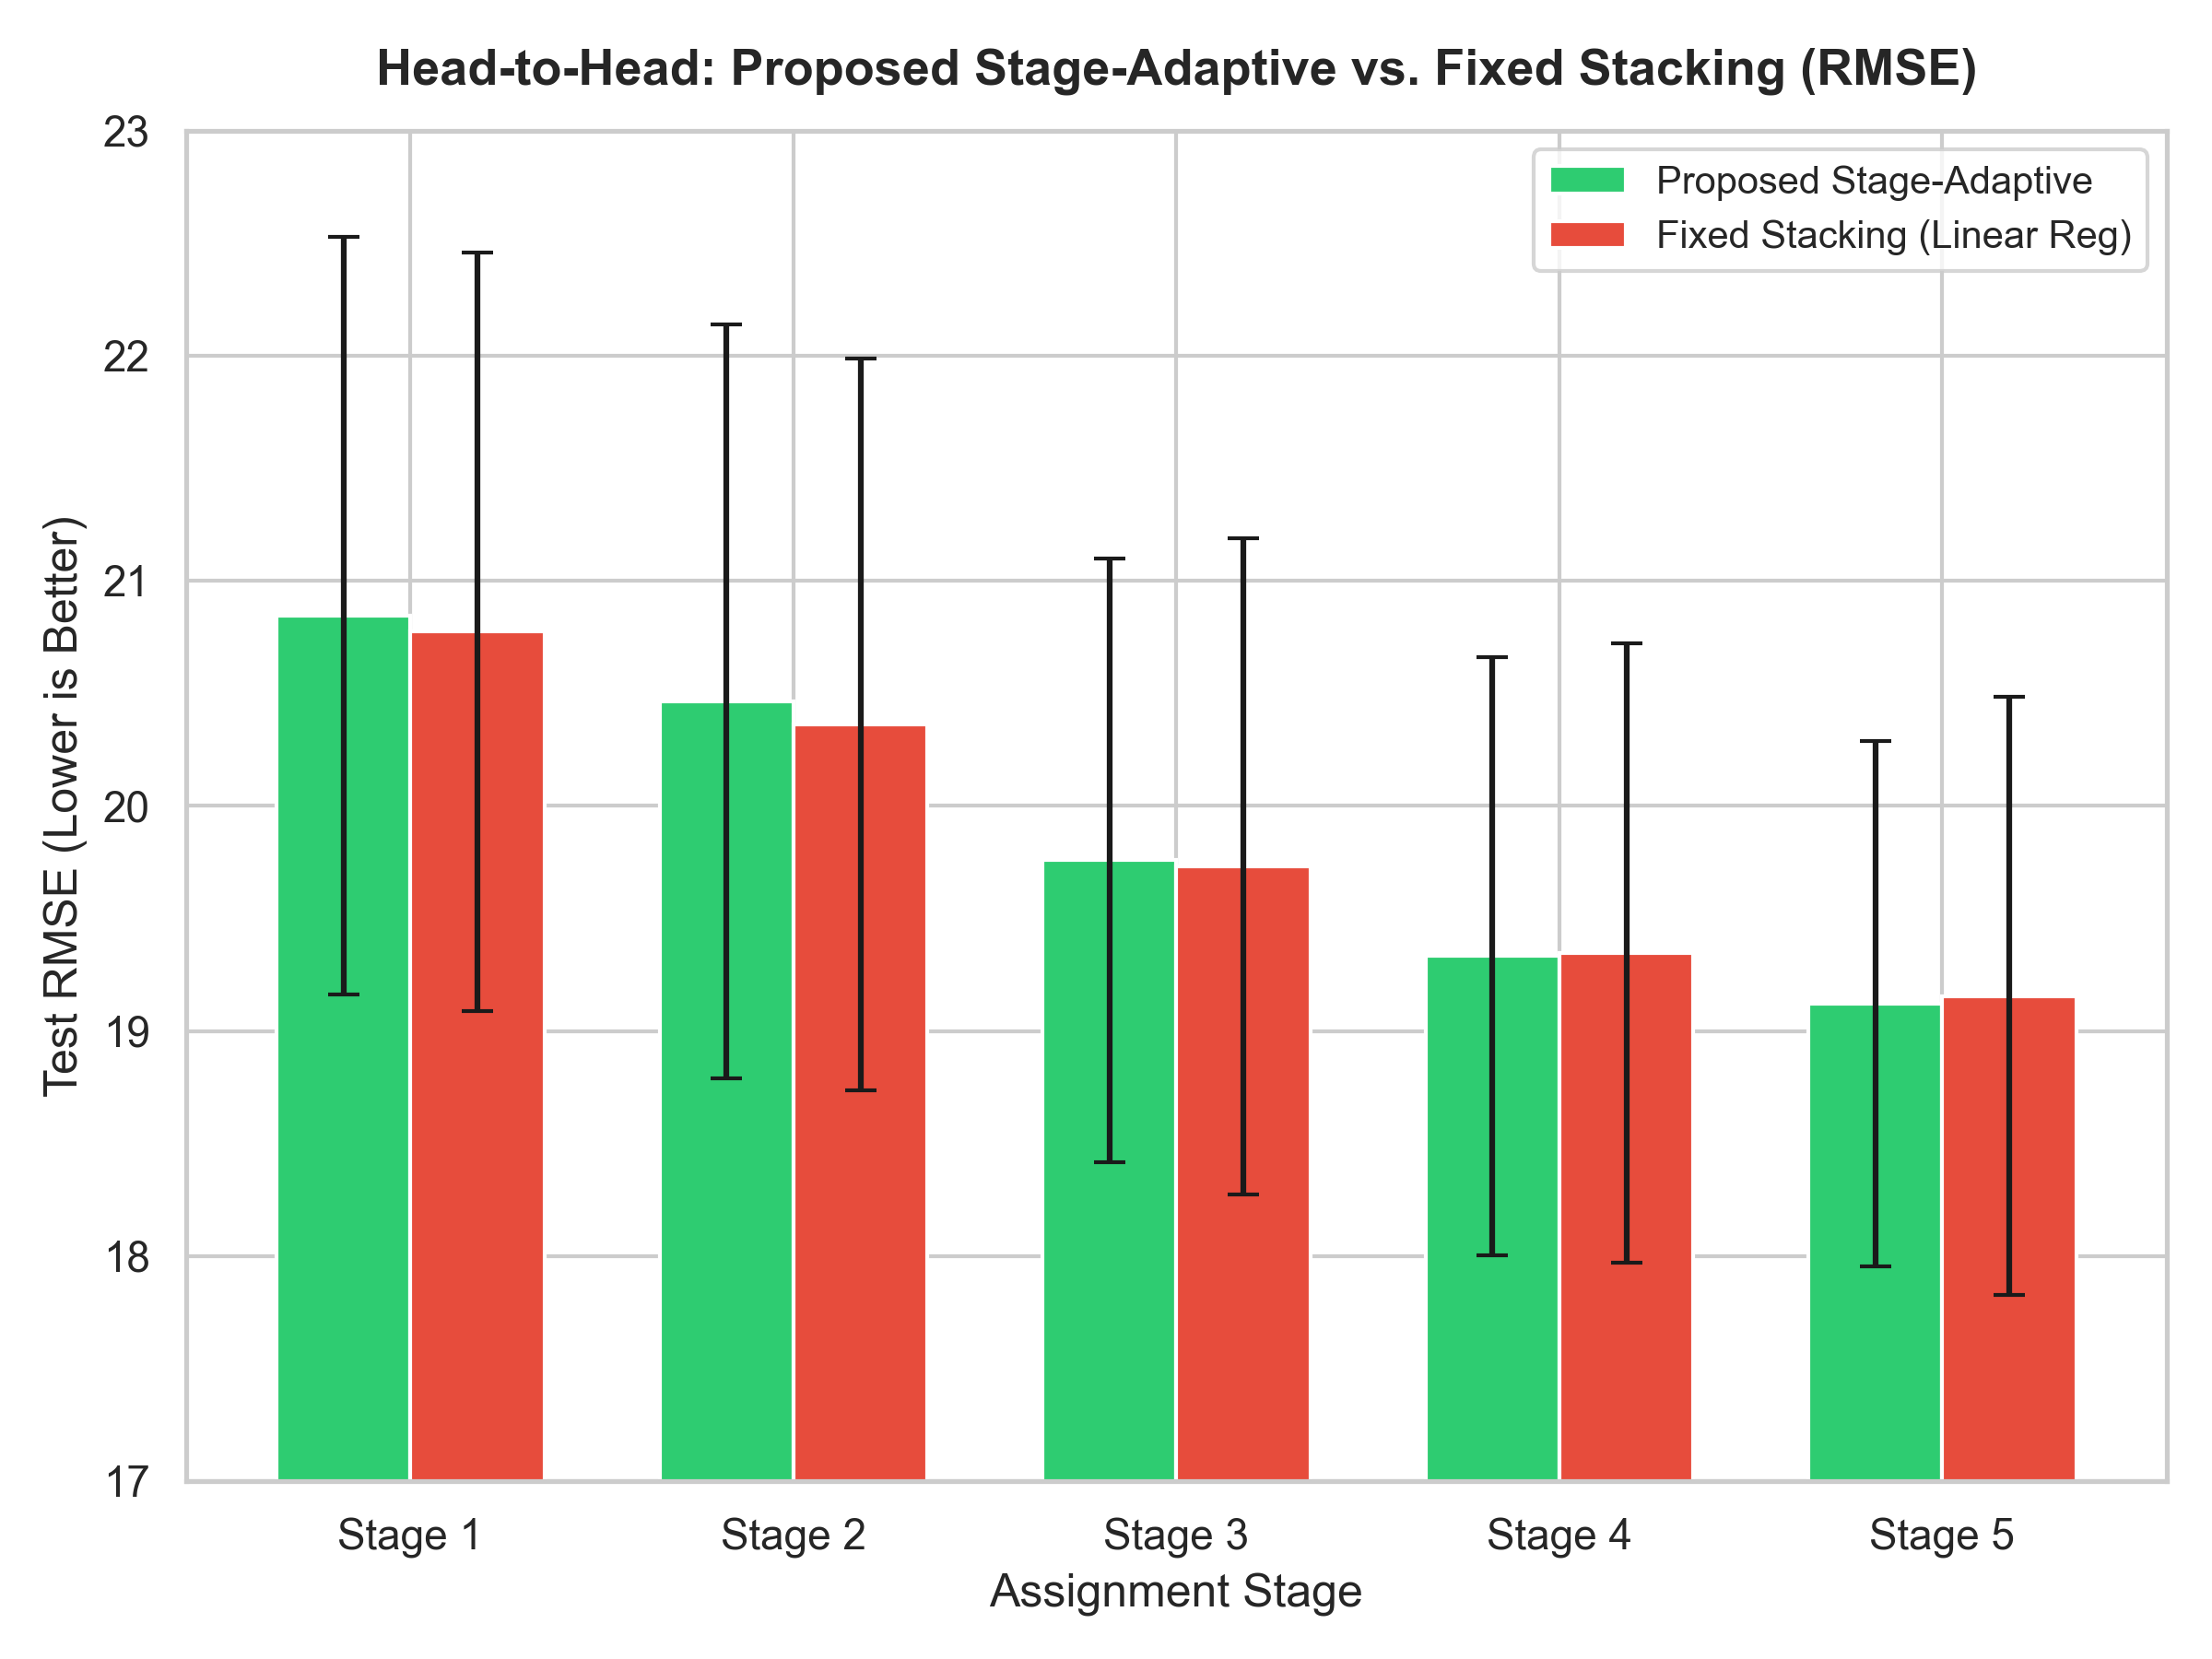 Head-to-Head: Proposed Stage-Adaptive vs. Fixed Stacking (RMSE)
Proposed Stage-Adaptive
Fixed Stacking (Linear Reg)
Test RMSE (Lower is Better)
23
22
21
20
19
18
17
Stage 1
Stage 2
Stage 3
Stage 4
Stage 5
Assignment Stage